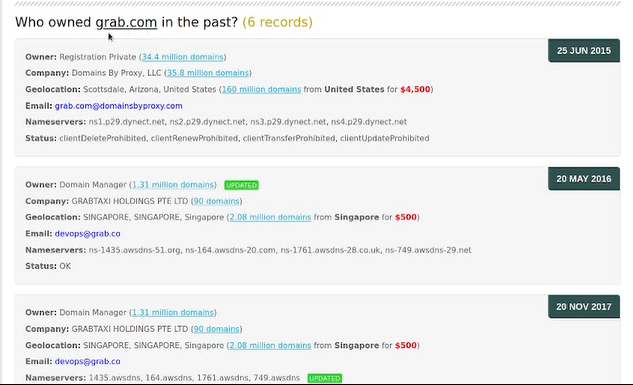 Who owned grab.com in the past? (6 records)
25 JUN 2015
Owner: Registration Private (34.4 million domains)
Company: Domains By Proxy, LLC (35.8 million domains)
Geolocation: Scottsdale, Arizona, United States (160 million domains from United States for $4,500)
Email: grab.com@domainsbyproxy.com
Nameservers: ns1.p29.dynect.net, ns2.p29.dynect.net, ns3.p29.dynect.net, ns4.p29.dynect.net
Status: clientDeleteProhibited, clientRenewProhibited, clientTransferProhibited, clientUpdateProhibited
20 MAY 2016
Owner: Domain Manager (1.31 million domains) UPDATED
Company: GRABTAXI HOLDINGS PTE LTD (90 domains)
Geolocation: SINGAPORE, SINGAPORE, Singapore (2.08 million domains from Singapore for $500)
Email: devops@grab.co
Nameservers: ns-1435.awsdns-51.org, ns-164.awsdns-20.com, ns-1761.awsdns-28.co.uk, ns-749.awsdns-29.net
Status: OK
20 NOV 2017
Owner: Domain Manager (1.31 million domains)
Company: GRABTAXI HOLDINGS PTE LTD (90 domains)
Geolocation: SINGAPORE, SINGAPORE, Singapore (2.08 million domains from Singapore for $500)
Email: devops@grab.co
Nameservers: 1435.awsdns, 164.awsdns, 1761.awsdns, 749.awsdns UPDATED